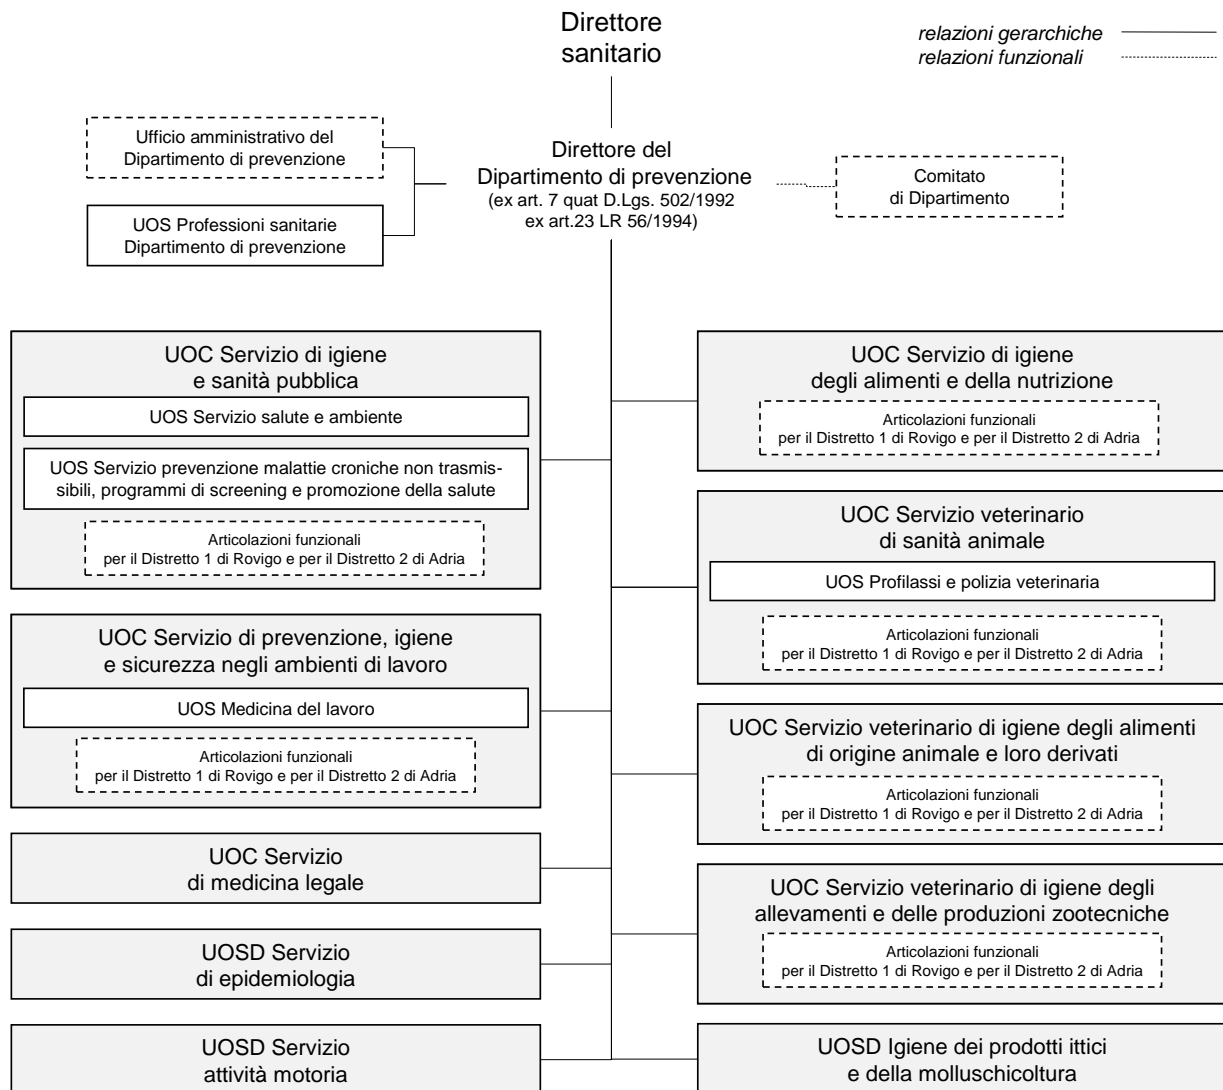 Direttore
sanitario
relazioni gerarchiche
relazioni funzionali
Ufficio amministrativo del
Dipartimento di prevenzione
UOS Professioni sanitarie
Dipartimento di prevenzione
Direttore del
Dipartimento di prevenzione
(ex art. 7 quat D.Lgs. 502/1992
ex art.23 LR 56/1994)
Comitato
di Dipartimento
UOC Servizio di igiene
e sanità pubblica
UOS Servizio salute e ambiente
UOS Servizio prevenzione malattie croniche non trasmis-
sibili, programmi di screening e promozione della salute
Articolazioni funzionali
per il Distretto 1 di Rovigo e per il Distretto 2 di Adria
UOC Servizio di prevenzione, igiene
e sicurezza negli ambienti di lavoro
UOS Medicina del lavoro
Articolazioni funzionali
per il Distretto 1 di Rovigo e per il Distretto 2 di Adria
UOC Servizio
di medicina legale
UOSD Servizio
di epidemiologia
UOSD Servizio
attività motoria
UOC Servizio di igiene
degli alimenti e della nutrizione
Articolazioni funzionali
per il Distretto 1 di Rovigo e per il Distretto 2 di Adria
UOC Servizio veterinario
di sanità animale
UOS Profilassi e polizia veterinaria
Articolazioni funzionali
per il Distretto 1 di Rovigo e per il Distretto 2 di Adria
UOC Servizio veterinario di igiene degli alimenti
di origine animale e loro derivati
Articolazioni funzionali
per il Distretto 1 di Rovigo e per il Distretto 2 di Adria
UOC Servizio veterinario di igiene degli
allevamenti e delle produzioni zootecniche
Articolazioni funzionali
per il Distretto 1 di Rovigo e per il Distretto 2 di Adria
UOSD Igiene dei prodotti ittici
e della molluschicoltura